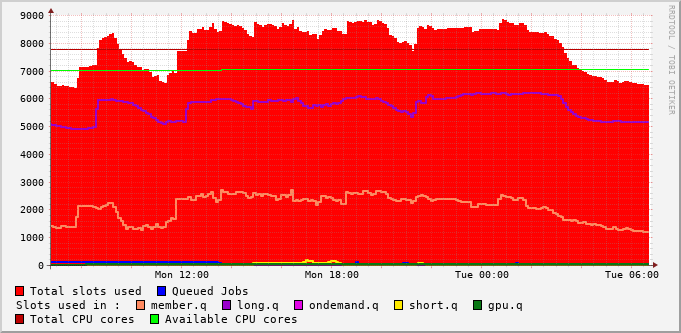 9000
8000
7000
6000
5000
4000
3000
2000
1000
0
Mon 12:00 Mon 18:00 Tue 00:00 Tue 06:00
Total slots used Queued Jobs
Slots used in : member.q long.q ondemand.q short.q gpu.q
Total CPU cores Available CPU cores
RRDTOOL / TOBI OETIKER